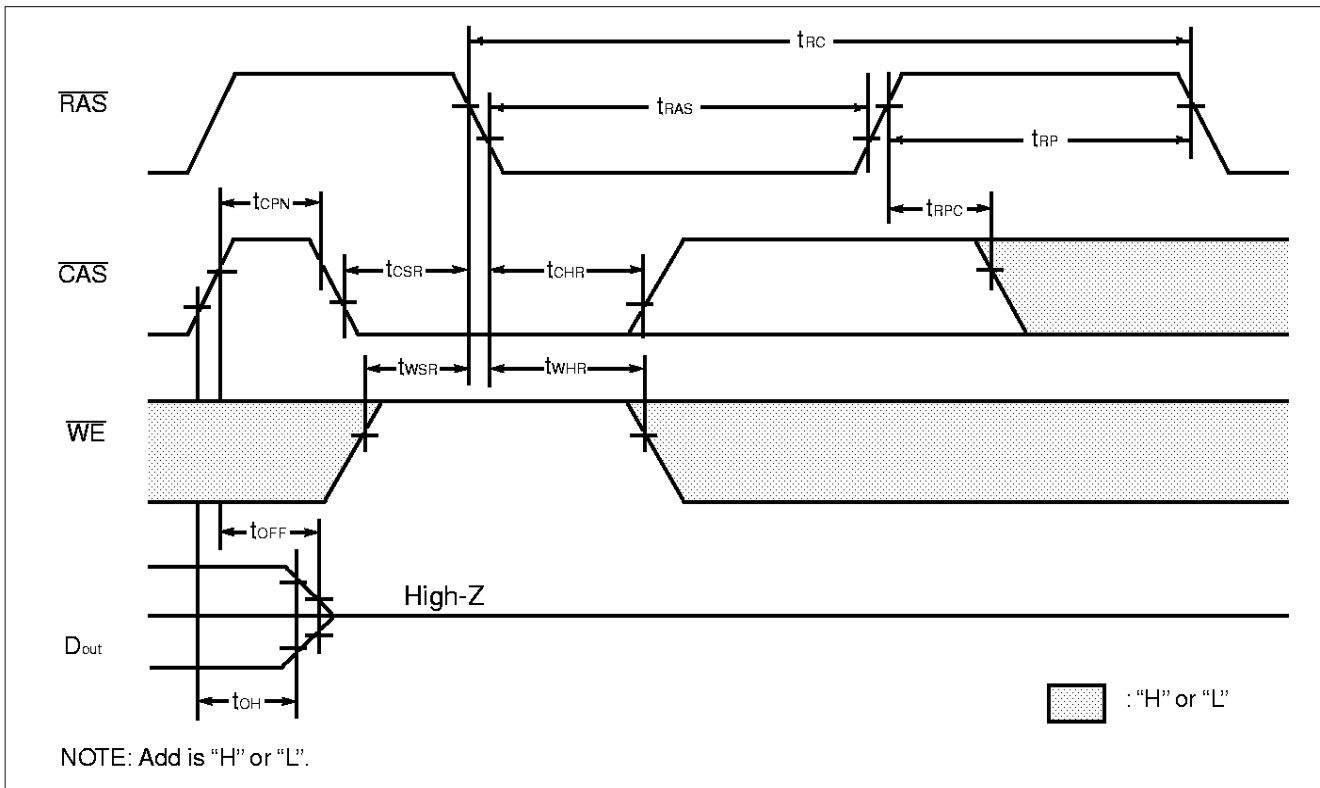 tRC
RAS
tRAS
tRP
tCPN
tRPC
CAS
tCSR
tCHR
tWSR
tWHR
WE
tOFF
High-Z
Dout
tOH
: “H” or “L”
NOTE: Add is “H” or “L”.